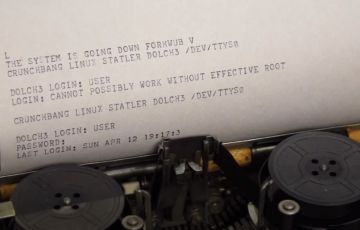 L
THE SYSTEM IS GOING DOWN FORKWUB V
CRUNCHBANG LINUX STATLER DOLCH3 /DEV/TTYS0
DOLCH3 LOGIN: USER
LOGIN: CANNOT POSSIBLY WORK WITHOUT EFFECTIVE ROOT
CRUNCHBANG LINUX STATLER DOLCH3 /DEV/TTYS0
DOLCH3 LOGIN: USER
PASSWORD:
LAST LOGIN: SUN APR 12 19:17:3